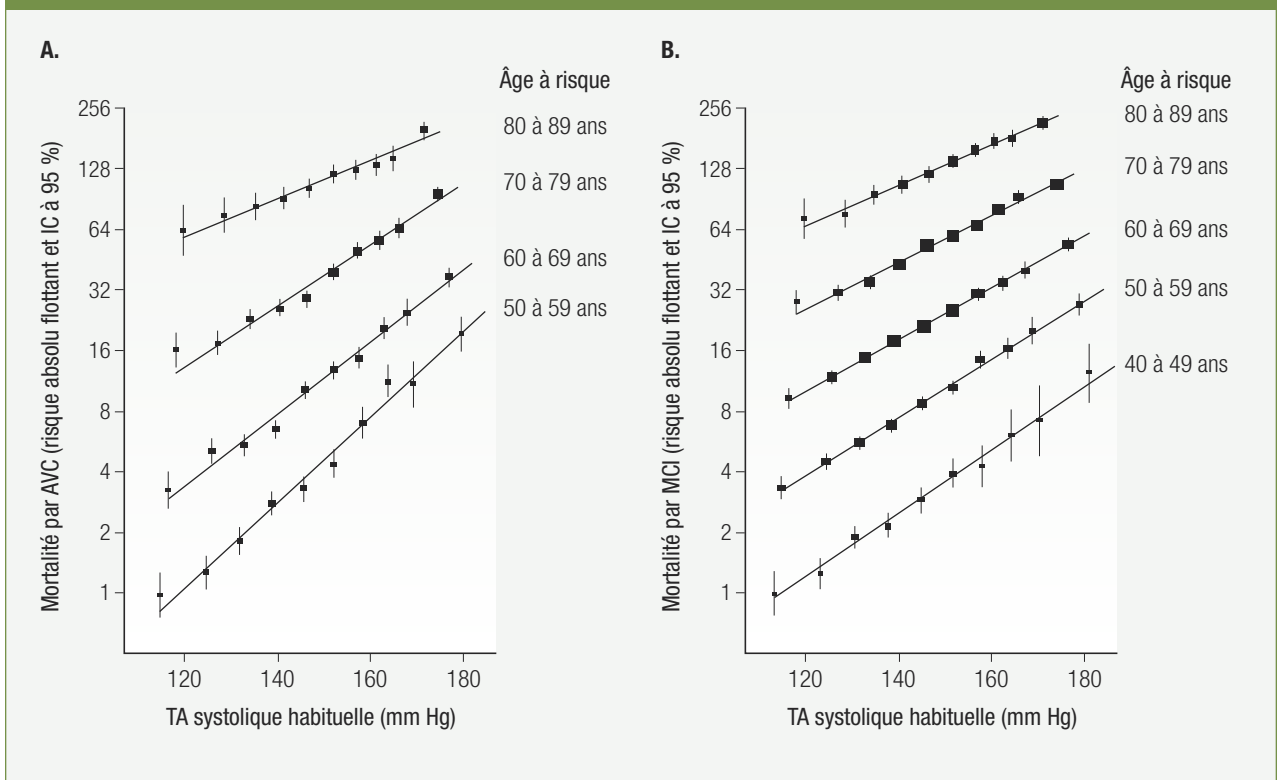 A.
Mortalité par AVC (risque absolu flottant et IC à 95 %)
256
128
64
32
16
8
4
2
1
120 140 160 180
TA systolique habituelle (mm Hg)
Âge à risque
80 à 89 ans
70 à 79 ans
60 à 69 ans
50 à 59 ans
B.
Mortalité par MCI (risque absolu flottant et IC à 95 %)
256
128
64
32
16
8
4
2
1
120 140 160 180
TA systolique habituelle (mm Hg)
Âge à risque
80 à 89 ans
70 à 79 ans
60 à 69 ans
50 à 59 ans
40 à 49 ans